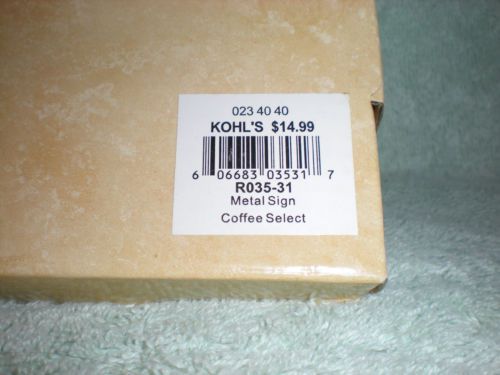 023 40 40
KOHL'S $14.99
6 06683 03531 7
R035-31
Metal Sign
Coffee Select